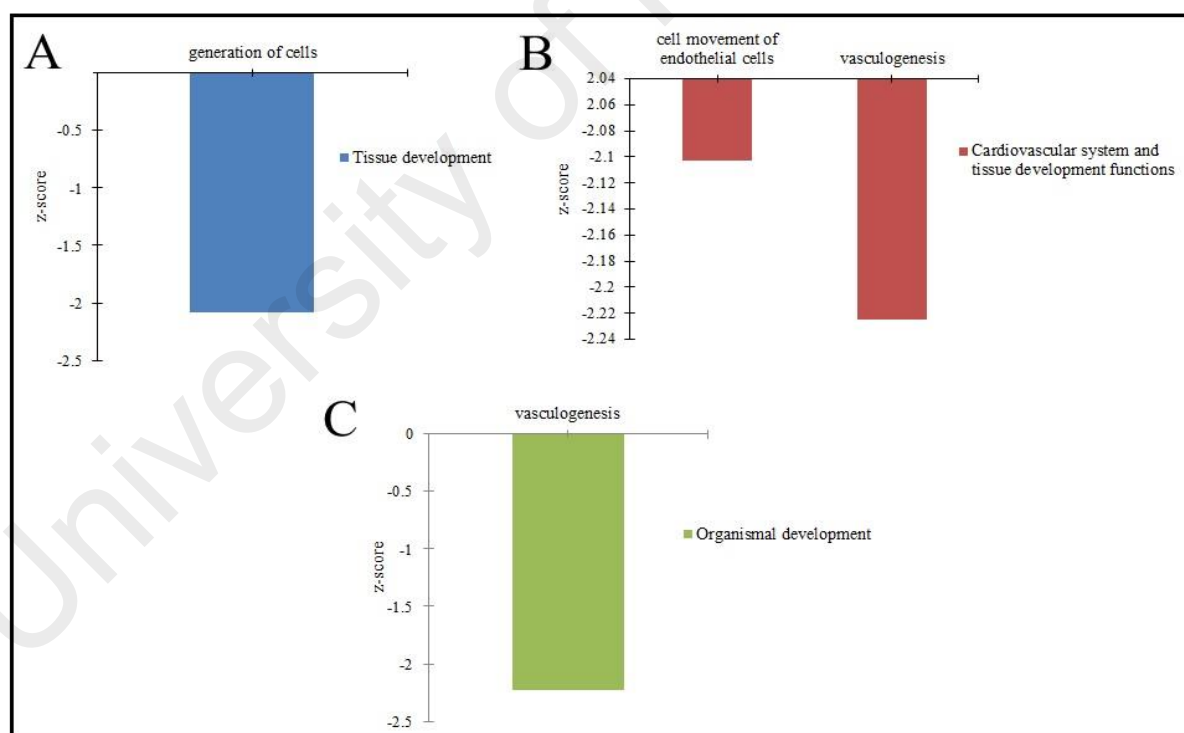 A
generation of cells
-0.5
-1
-1.5
-2
-2.5
z-score
Tissue development
B
cell movement of
endothelial cells
vasculogenesis
2.04
2.06
-2.08
-2.1
-2.12
-2.14
-2.16
-2.18
-2.2
-2.22
-2.24
z-score
Cardiovascular system and
tissue development functions
C
vasculogenesis
0
-0.5
-1
-1.5
-2
-2.5
z-score
Organismal development
University of